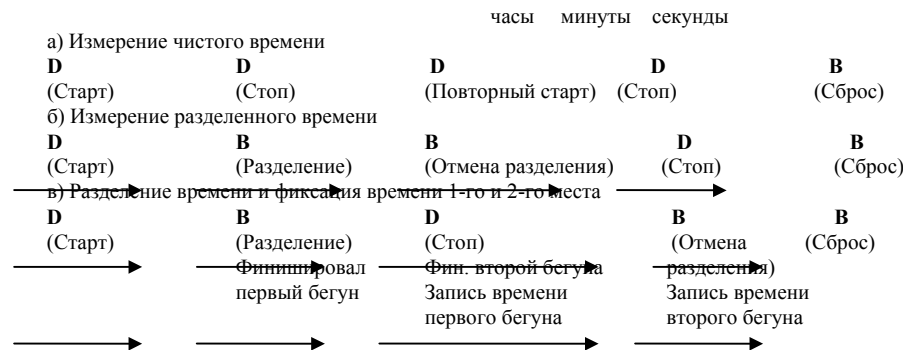 часы минуты секунды
а) Измерение чистого времени
D D D D B
(Старт) (Стоп) (Повторный старт) (Стоп) (Сброс)
б) Измерение разделенного времени
D B B D B
(Старт) (Разделение) (Отмена разделения) (Стоп) (Сброс)
в) Разделение времени и фиксация времени 1-го и 2-го места
D B D B B
(Старт) (Разделение) (Стоп) (Отмена (Сброс)
Финишировал Фин. второй бегуна разделения)
первый бегун Запись времени Запись времени
первого бегуна второго бегуна